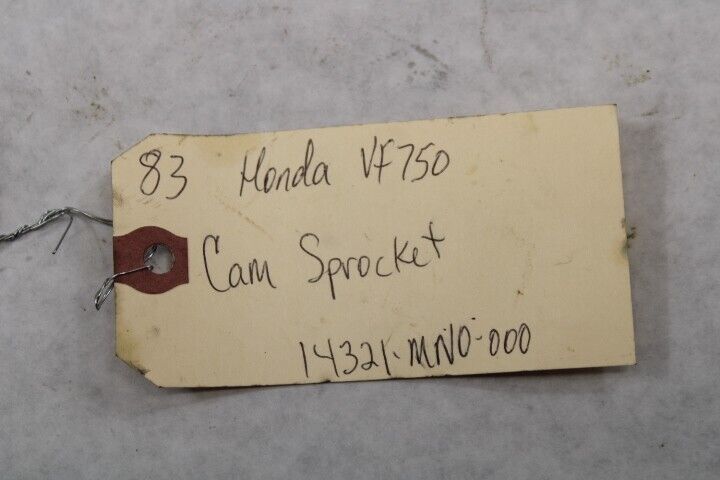 83 Honda VF750
Cam Sprocket
14321-MN0-000